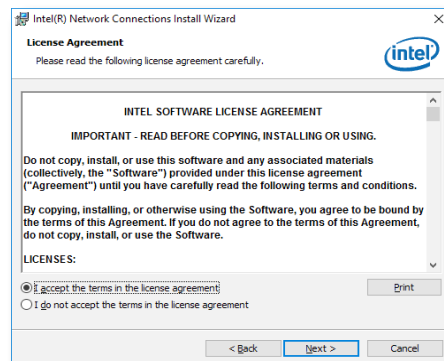 Intel(R) Network Connections Install Wizard
License Agreement
Please read the following license agreement carefully.
intel
INTEL SOFTWARE LICENSE AGREEMENT
IMPORTANT - READ BEFORE COPYING, INSTALLING OR USING.
Do not copy, install, or use this software and any associated materials
(collectively, the "Software") provided under this license agreement
("Agreement") until you have carefully read the following terms and conditions.
By copying, installing, or otherwise using the Software, you agree to be bound by
the terms of this Agreement. If you do not agree to the terms of this Agreement,
do not copy, install, or use the Software.
LICENSES:
I accept the terms in the license agreement
Print
I do not accept the terms in the license agreement
< Back
Next >
Cancel